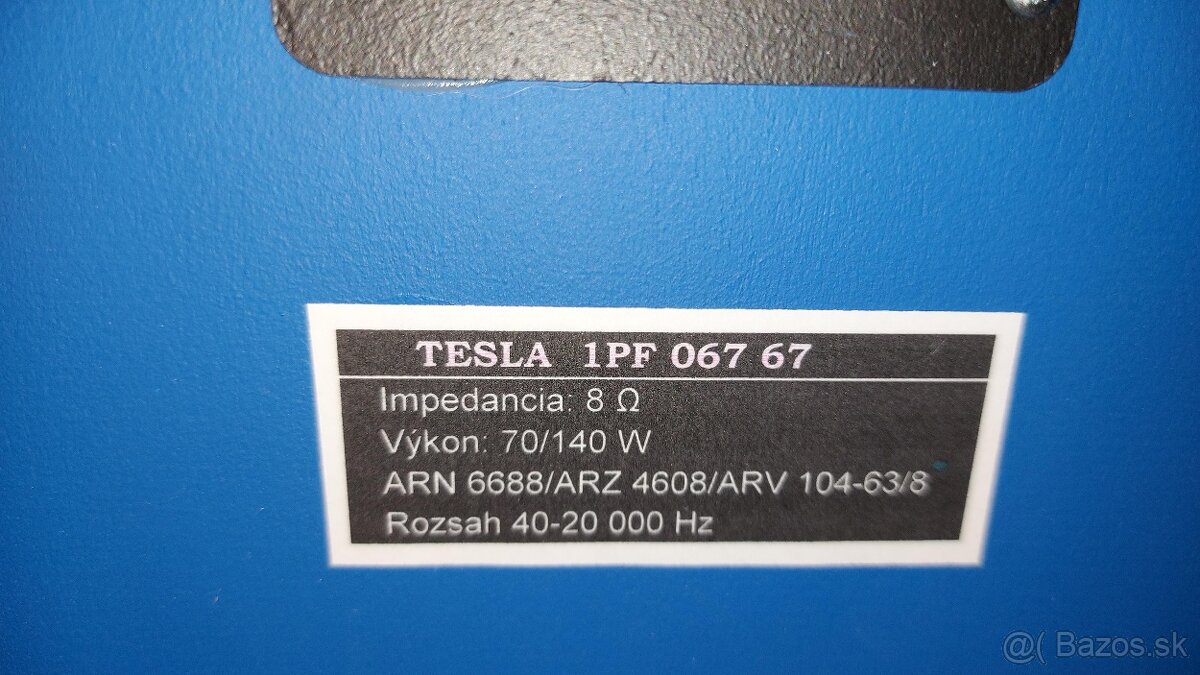 TESLA 1PF 067 67
Impedancia: 8 Ω
Výkon: 70/140 W
ARN 6688/ARZ 4608/ARV 104-63/8
Rozsah 40-20 000 Hz
@( Bazos.sk